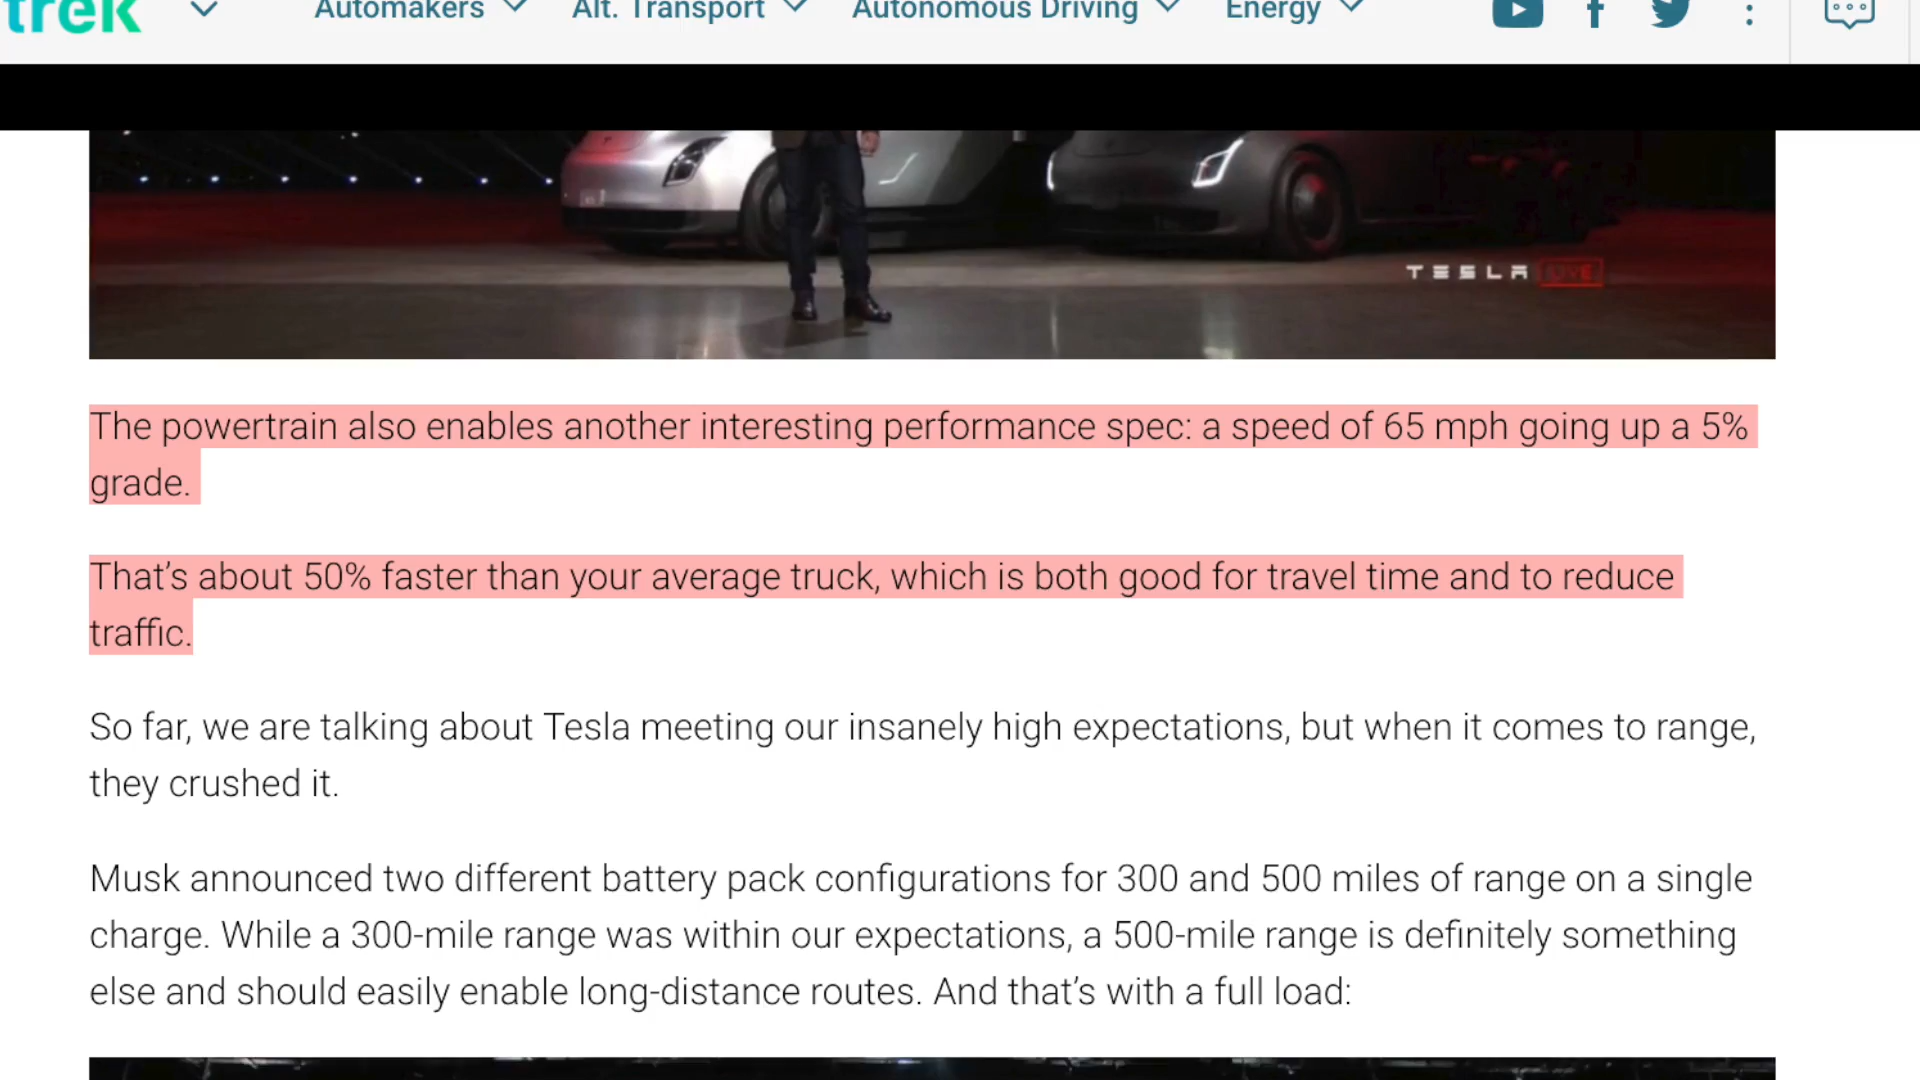 trek Automakers Alt. Transport Autonomous Driving Energy
TESLA LIVE
The powertrain also enables another interesting performance spec: a speed of 65 mph going up a 5%
grade.
That’s about 50% faster than your average truck, which is both good for travel time and to reduce
traffic.
So far, we are talking about Tesla meeting our insanely high expectations, but when it comes to range,
they crushed it.
Musk announced two different battery pack configurations for 300 and 500 miles of range on a single
charge. While a 300-mile range was within our expectations, a 500-mile range is definitely something
else and should easily enable long-distance routes. And that’s with a full load: